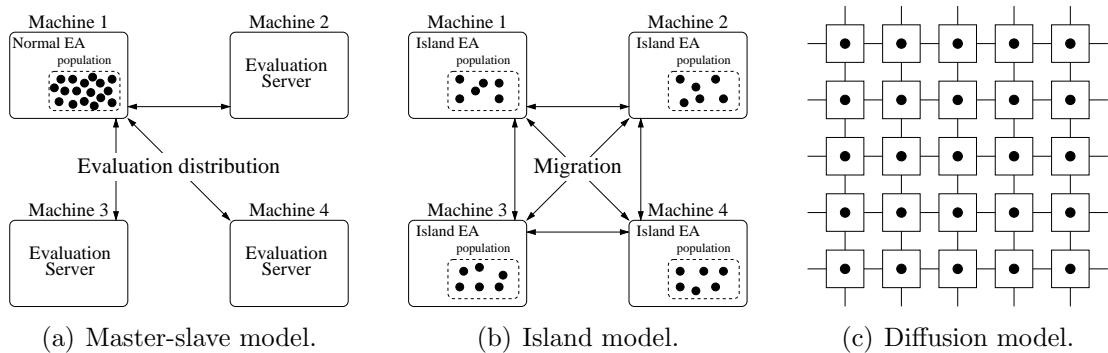 Machine 1
Normal EA
population
Machine 2
Evaluation
Server
Evaluation distribution
Machine 3
Evaluation
Server
Machine 4
Evaluation
Server
(a) Master-slave model.
Machine 1
Island EA
population
Machine 2
Island EA
population
Migration
Machine 3
Island EA
population
Machine 4
Island EA
population
(b) Island model.
(c) Diffusion model.